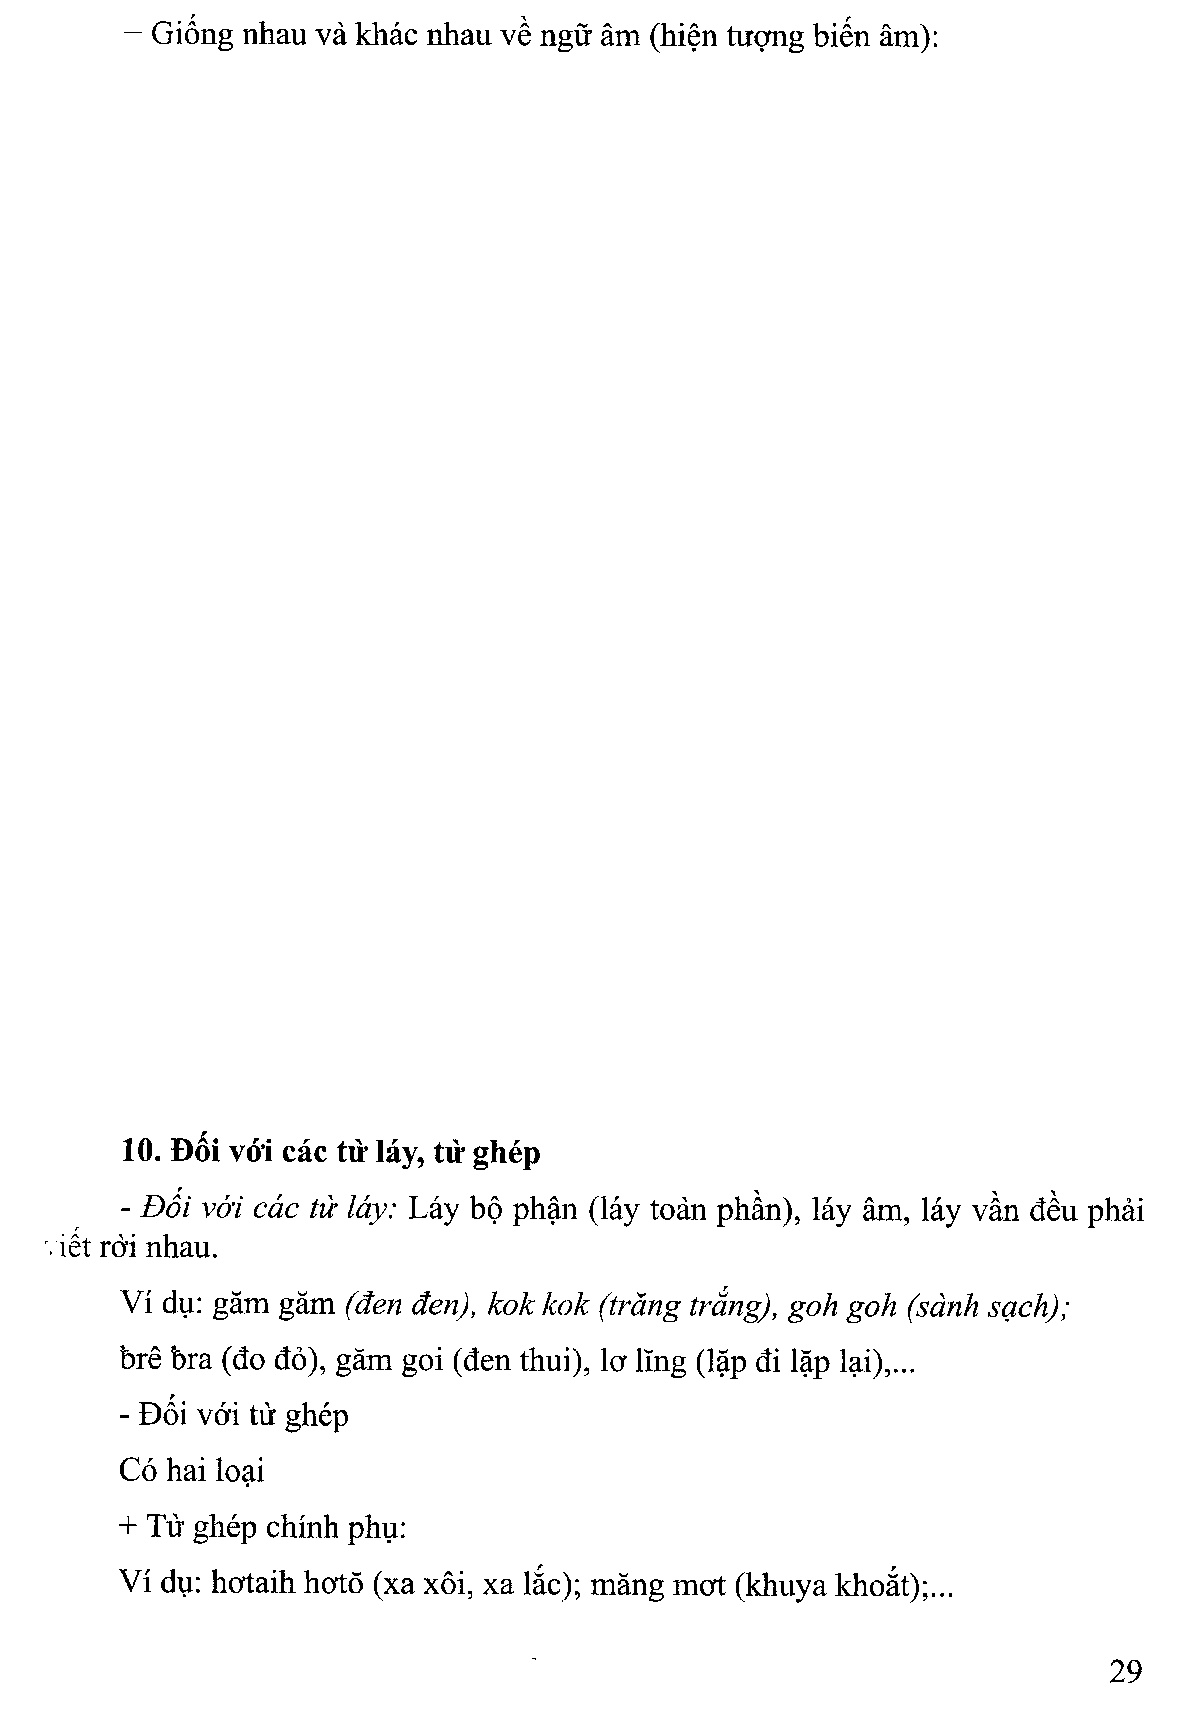 – Giống nhau và khác nhau về ngữ âm (hiện tượng biến âm):
10. Đối với các từ láy, từ ghép
- Đối với các từ láy: Láy bộ phận (láy toàn phần), láy âm, láy vần đều phải
viết rời nhau.
Ví dụ: găm găm (đen đen), kok kok (trăng trắng), goh goh (sành sạch);
ƀrê ƀra (đo đỏ), găm goi (đen thui), lơ lĭng (lặp đi lặp lại),...
- Đối với từ ghép
Có hai loại
+ Từ ghép chính phụ:
Ví dụ: hơtaih hơtŏ (xa xôi, xa lắc); măng mơt (khuya khoắt);...
29